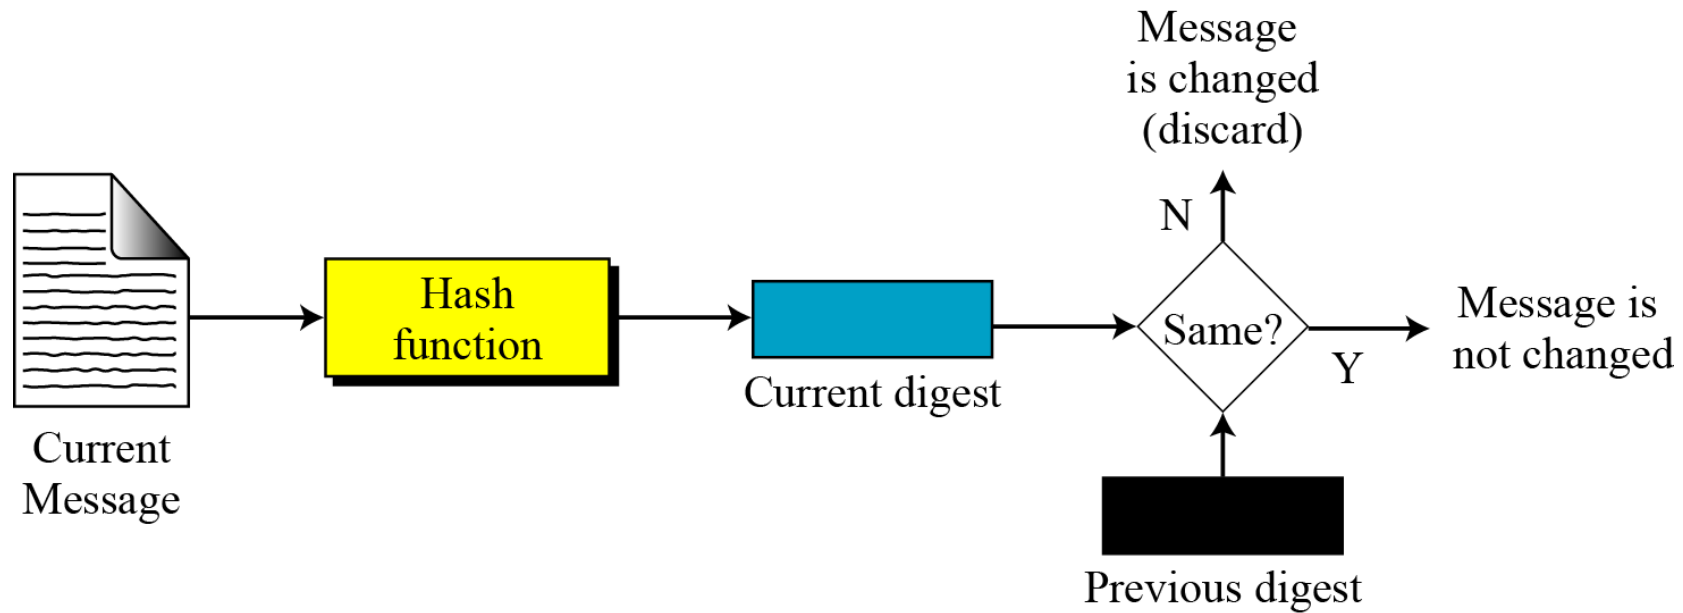 Message
is changed
(discard)
N
Hash
function
Same?
Message is
not changed
Y
Current digest
Current
Message
Previous digest